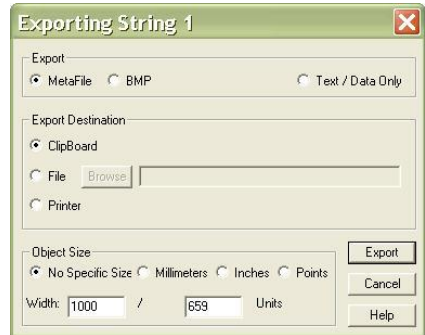 Exporting String 1
Export
MetaFile BMP Text / Data Only
Export Destination
ClipBoard
File Browse
Printer
Object Size
No Specific Size Millimeters Inches Points
Width: 1000 / 659 Units
Export
Cancel
Help